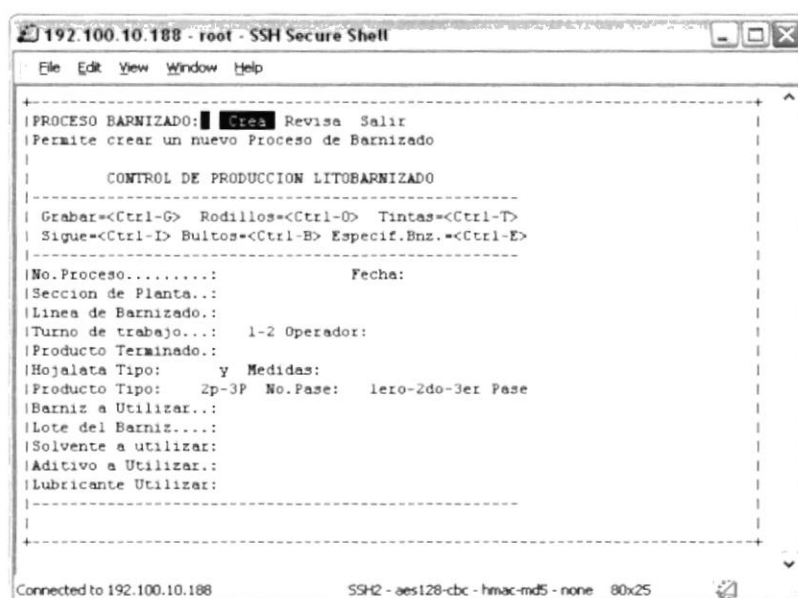 192.100.10.188 - root - SSH Secure Shell
File Edit View Window Help
PROCESO BARNIZADO: Crea Revisa Salir
Permite crear un nuevo Proceso de Barnizado
CONTROL DE PRODUCCION LITOBARNIZADO
Grabar=<Ctrl-G> Rodillos=<Ctrl-O> Tintas=<Ctrl-T>
Sigue=<Ctrl-I> Bultos=<Ctrl-B> Especif.Bnz.=<Ctrl-E>
No.Proceso.........: Fecha:
Seccion de Planta..:
Linea de Barnizado.:
Turno de trabajo...: 1-2 Operador:
Producto Terminado.:
Hojalata Tipo: y Medidas:
Producto Tipo: 2p-3P No.Pase: 1ero-2do-3er Pase
Barniz a Utilizar..:
Lote del Barniz....:
Solvente a utilizar:
Aditivo a Utilizar.:
Lubricante Utilizar:
Connected to 192.100.10.188 SSH2 - aes128-cbc - hmac-md5 - none 80x25